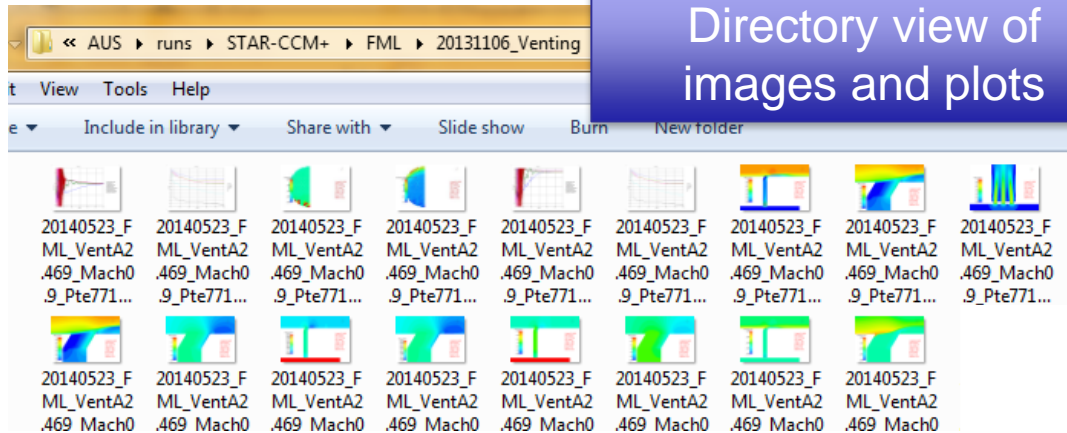 Directory view of
images and plots
« AUS ▸ runs ▸ STAR-CCM+ ▸ FML ▸ 20131106_Venting
t View Tools Help
e ▾ Include in library ▾ Share with ▾ Slide show Burn New folder
20140523_F 20140523_F 20140523_F 20140523_F 20140523_F 20140523_F 20140523_F 20140523_F 20140523_F
ML_VentA2 ML_VentA2 ML_VentA2 ML_VentA2 ML_VentA2 ML_VentA2 ML_VentA2 ML_VentA2 ML_VentA2
.469_Mach0 .469_Mach0 .469_Mach0 .469_Mach0 .469_Mach0 .469_Mach0 .469_Mach0 .469_Mach0 .469_Mach0
.9_Pte771... .9_Pte771... .9_Pte771... .9_Pte771... .9_Pte771... .9_Pte771... .9_Pte771... .9_Pte771... .9_Pte771...
20140523_F 20140523_F 20140523_F 20140523_F 20140523_F 20140523_F 20140523_F 20140523_F
ML_VentA2 ML_VentA2 ML_VentA2 ML_VentA2 ML_VentA2 ML_VentA2 ML_VentA2 ML_VentA2
.469_Mach0 .469_Mach0 .469_Mach0 .469_Mach0 .469_Mach0 .469_Mach0 .469_Mach0 .469_Mach0